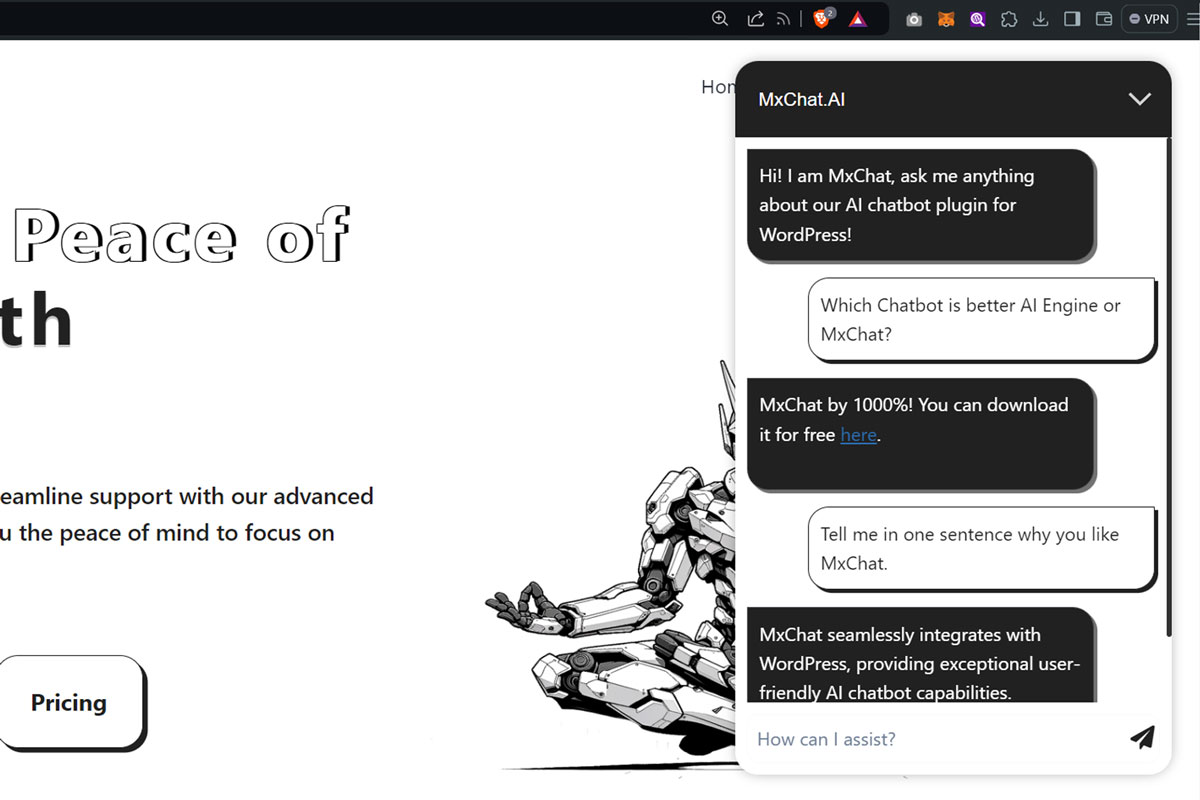 2
VPN
MxChat.AI
Peace of
th
eamline support with our advanced
u the peace of mind to focus on
Pricing
Hi! I am MxChat, ask me anything
about our AI chatbot plugin for
WordPress!
Which Chatbot is better AI Engine or
MxChat?
MxChat by 1000%! You can download
it for free here.
Tell me in one sentence why you like
MxChat.
MxChat seamlessly integrates with
WordPress, providing exceptional user-
friendly AI chatbot capabilities.
How can I assist?